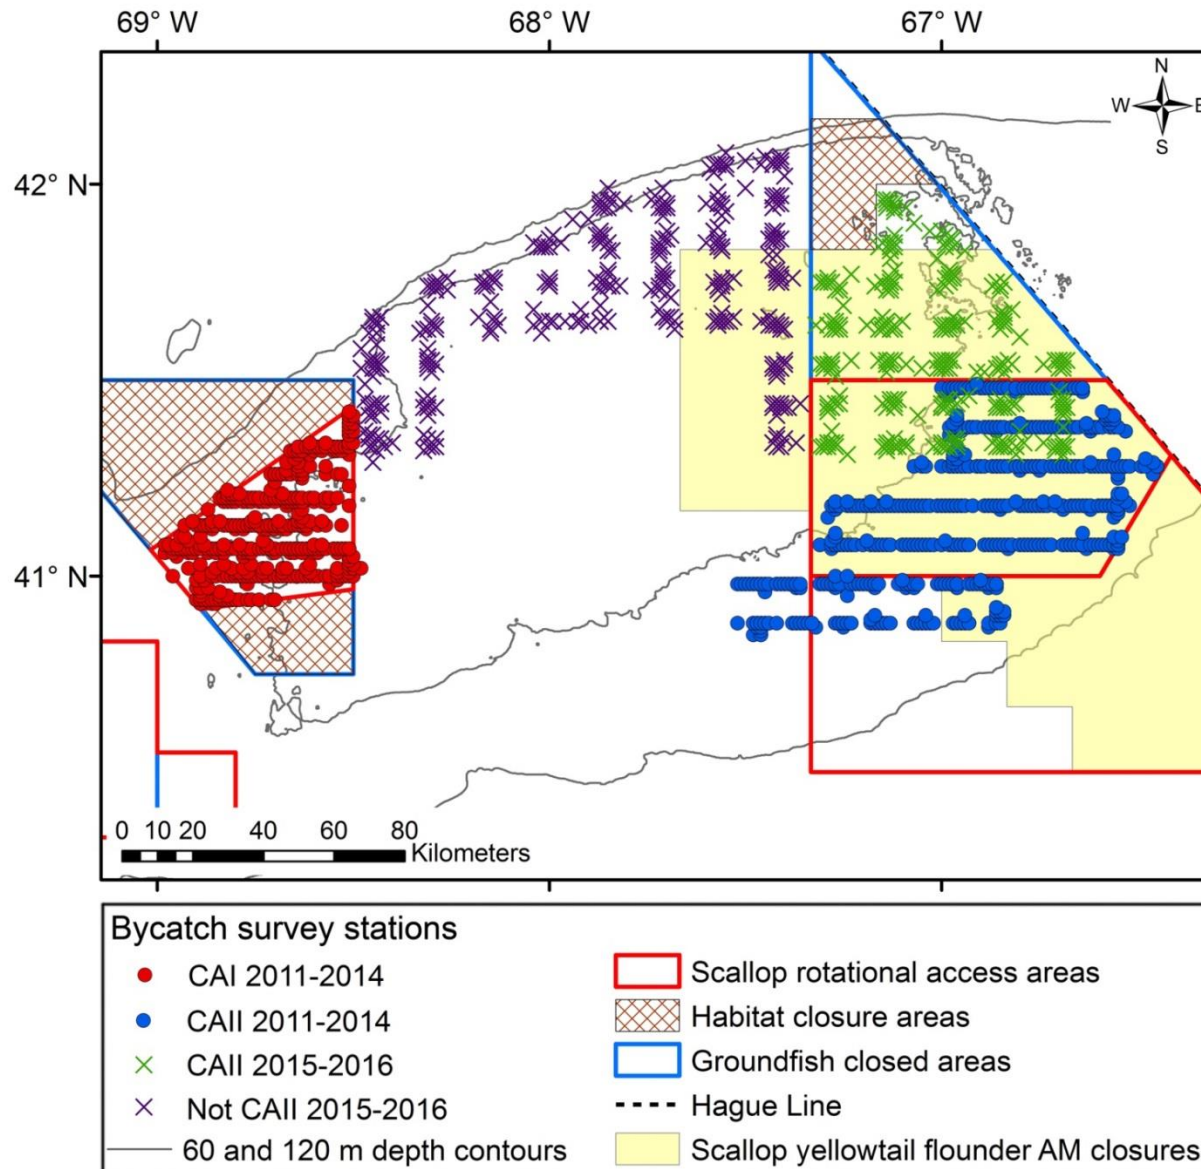 69° W 68° W 67° W
N
W E
S
42° N
41° N
0 10 20 40 60 80
Kilometers
Bycatch survey stations
CAI 2011-2014
CAII 2011-2014
CAII 2015-2016
Not CAII 2015-2016
60 and 120 m depth contours
Scallop rotational access areas
Habitat closure areas
Groundfish closed areas
Hague Line
Scallop yellowtail flounder AM closures